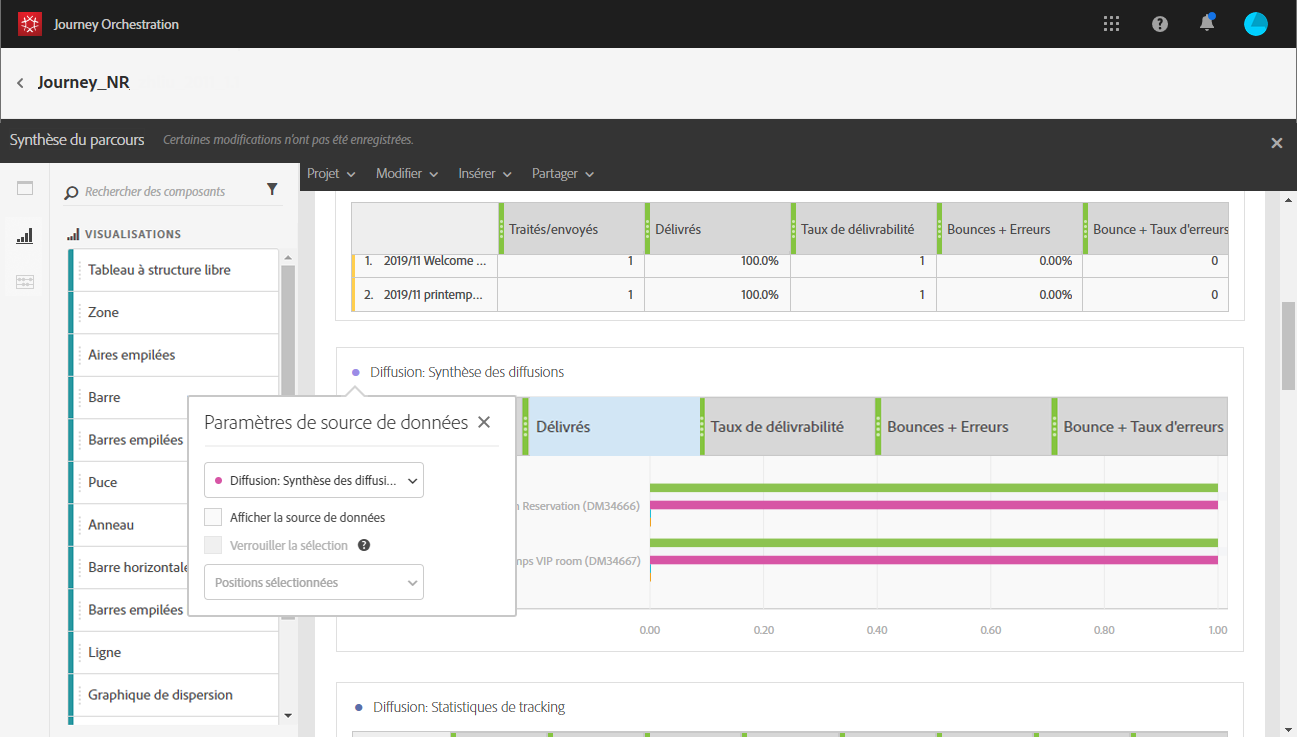 Journey Orchestration
Journey_NR
Synthèse du parcours Certaines modifications n'ont pas été enregistrées.
Projet Modifier Insérer Partager
Rechercher des composants
VISUALISATIONS
Tableau à structure libre
Zone
Aires empilées
Barre
Barres empilées
Puce
Anneau
Barre horizontale
Barres empilées
Ligne
Graphique de dispersion
Traités/envoyés Délivrés Taux de délivrabilité Bounces + Erreurs Bounce + Taux d'erreurs
1. 2019/11 Welcome ... 1 100.0% 1 0.00% 0
2. 2019/11 printemp... 1 100.0% 1 0.00% 0
Diffusion: Synthèse des diffusions
Délivrés Taux de délivrabilité Bounces + Erreurs Bounce + Taux d'erreurs
Paramètres de source de données
Diffusion: Synthèse des diffusi...
Afficher la source de données
Verrouiller la sélection
Positions sélectionnées
Reservation (DM34666)
VIP room (DM34667)
0.00 0.20 0.40 0.60 0.80 1.00
Diffusion: Statistiques de tracking